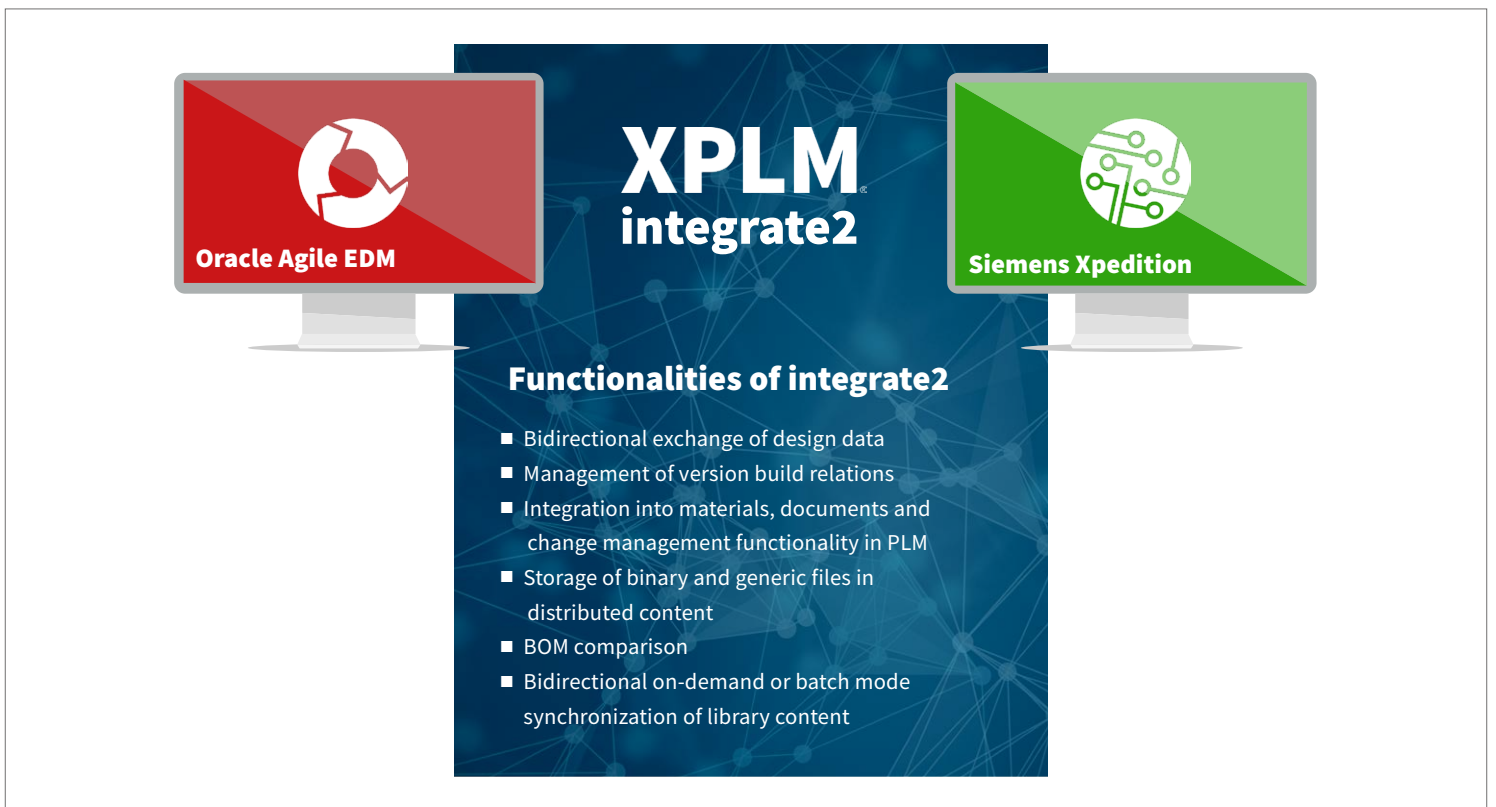 Oracle Agile EDM
XPLM®
integrate2
Siemens Xpedition
Functionalities of integrate2
■ Bidirectional exchange of design data
■ Management of version build relations
■ Integration into materials, documents and
change management functionality in PLM
■ Storage of binary and generic files in
distributed content
■ BOM comparison
■ Bidirectional on-demand or batch mode
synchronization of library content